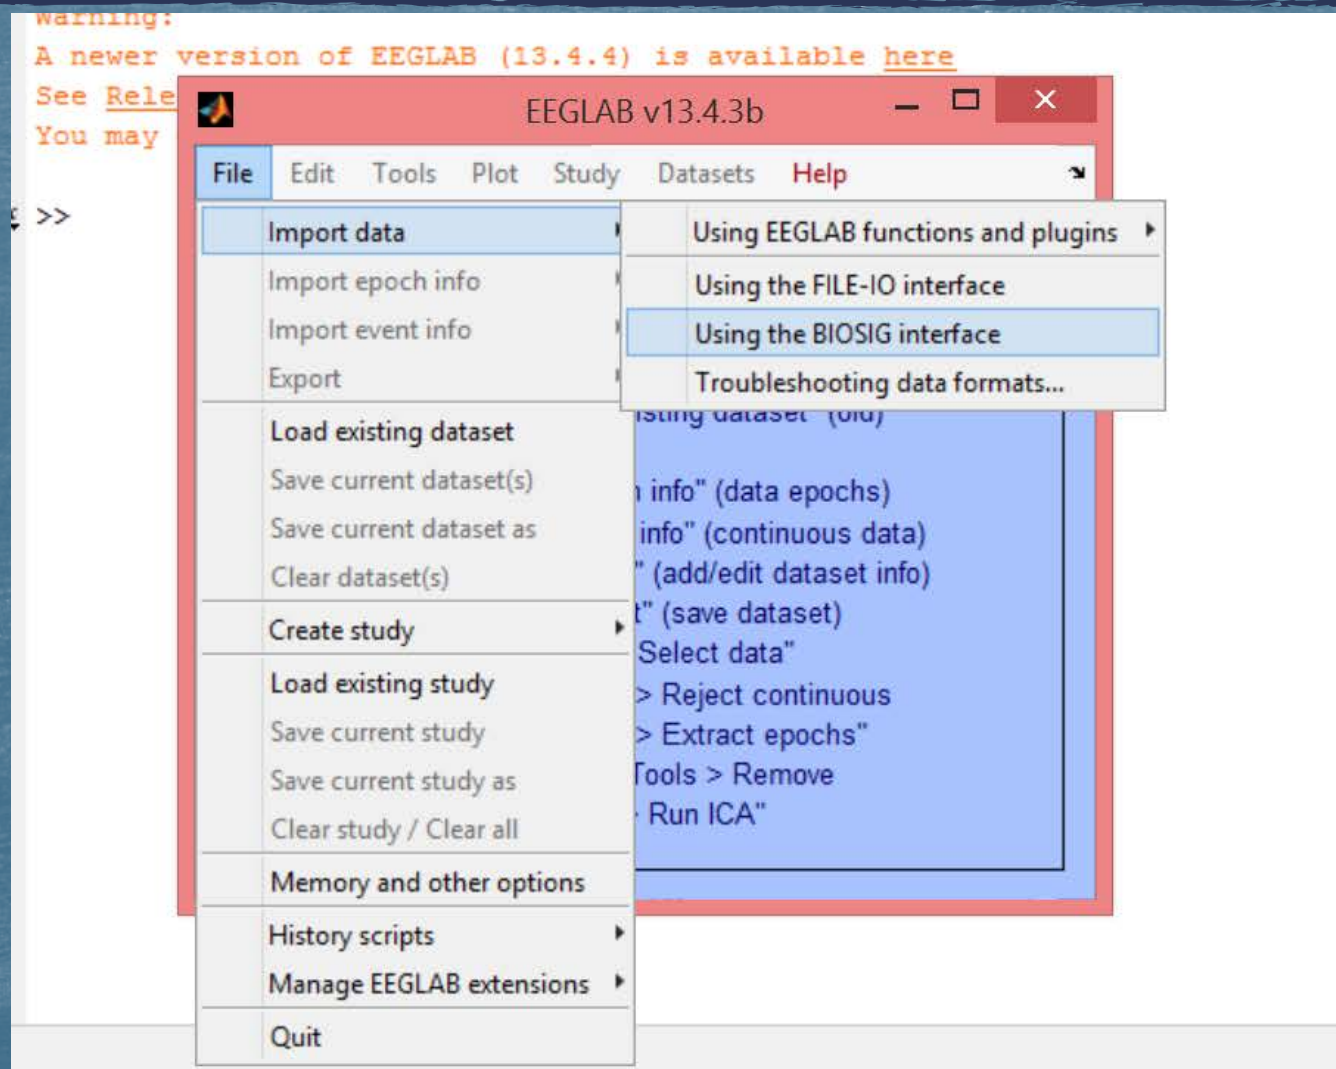 Warning:
A newer version of EEGLAB (13.4.4) is available here
See Rele
You may
>>
EEGLAB v13.4.3b
File Edit Tools Plot Study Datasets Help
Import data
Import epoch info
Import event info
Export
Load existing dataset
Save current dataset(s)
Save current dataset as
Clear dataset(s)
Create study
Load existing study
Save current study
Save current study as
Clear study / Clear all
Memory and other options
History scripts
Manage EEGLAB extensions
Quit
Using EEGLAB functions and plugins
Using the FILE-IO interface
Using the BIOSIG interface
Troubleshooting data formats...
isting dataset" (old)
info" (data epochs)
info" (continuous data)
" (add/edit dataset info)
t" (save dataset)
Select data"
> Reject continuous
> Extract epochs"
Tools > Remove
Run ICA"